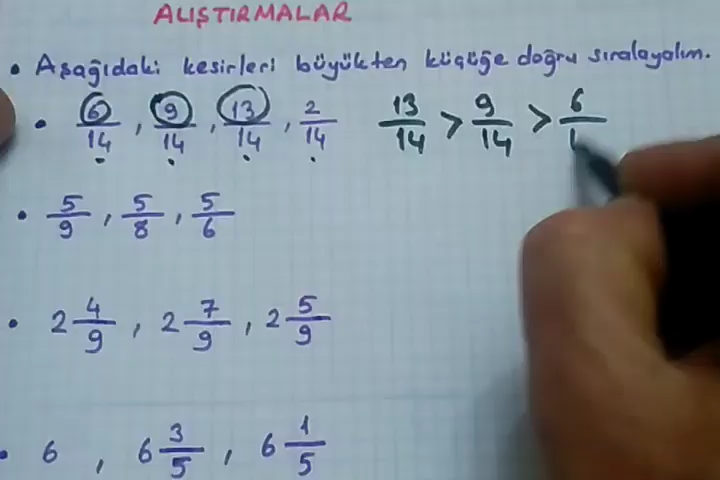 ALIŞTIRMALAR
• Aşağıdaki kesirleri büyükten küçüğe doğru sıralayalım.
• 6/14 , 9/14 , 13/14 , 2/14 13/14 > 9/14 > 6/1
• 5/9 , 5/8 , 5/6
• 2 4/9 , 2 7/9 , 2 5/9
• 6 , 6 3/5 , 6 1/5